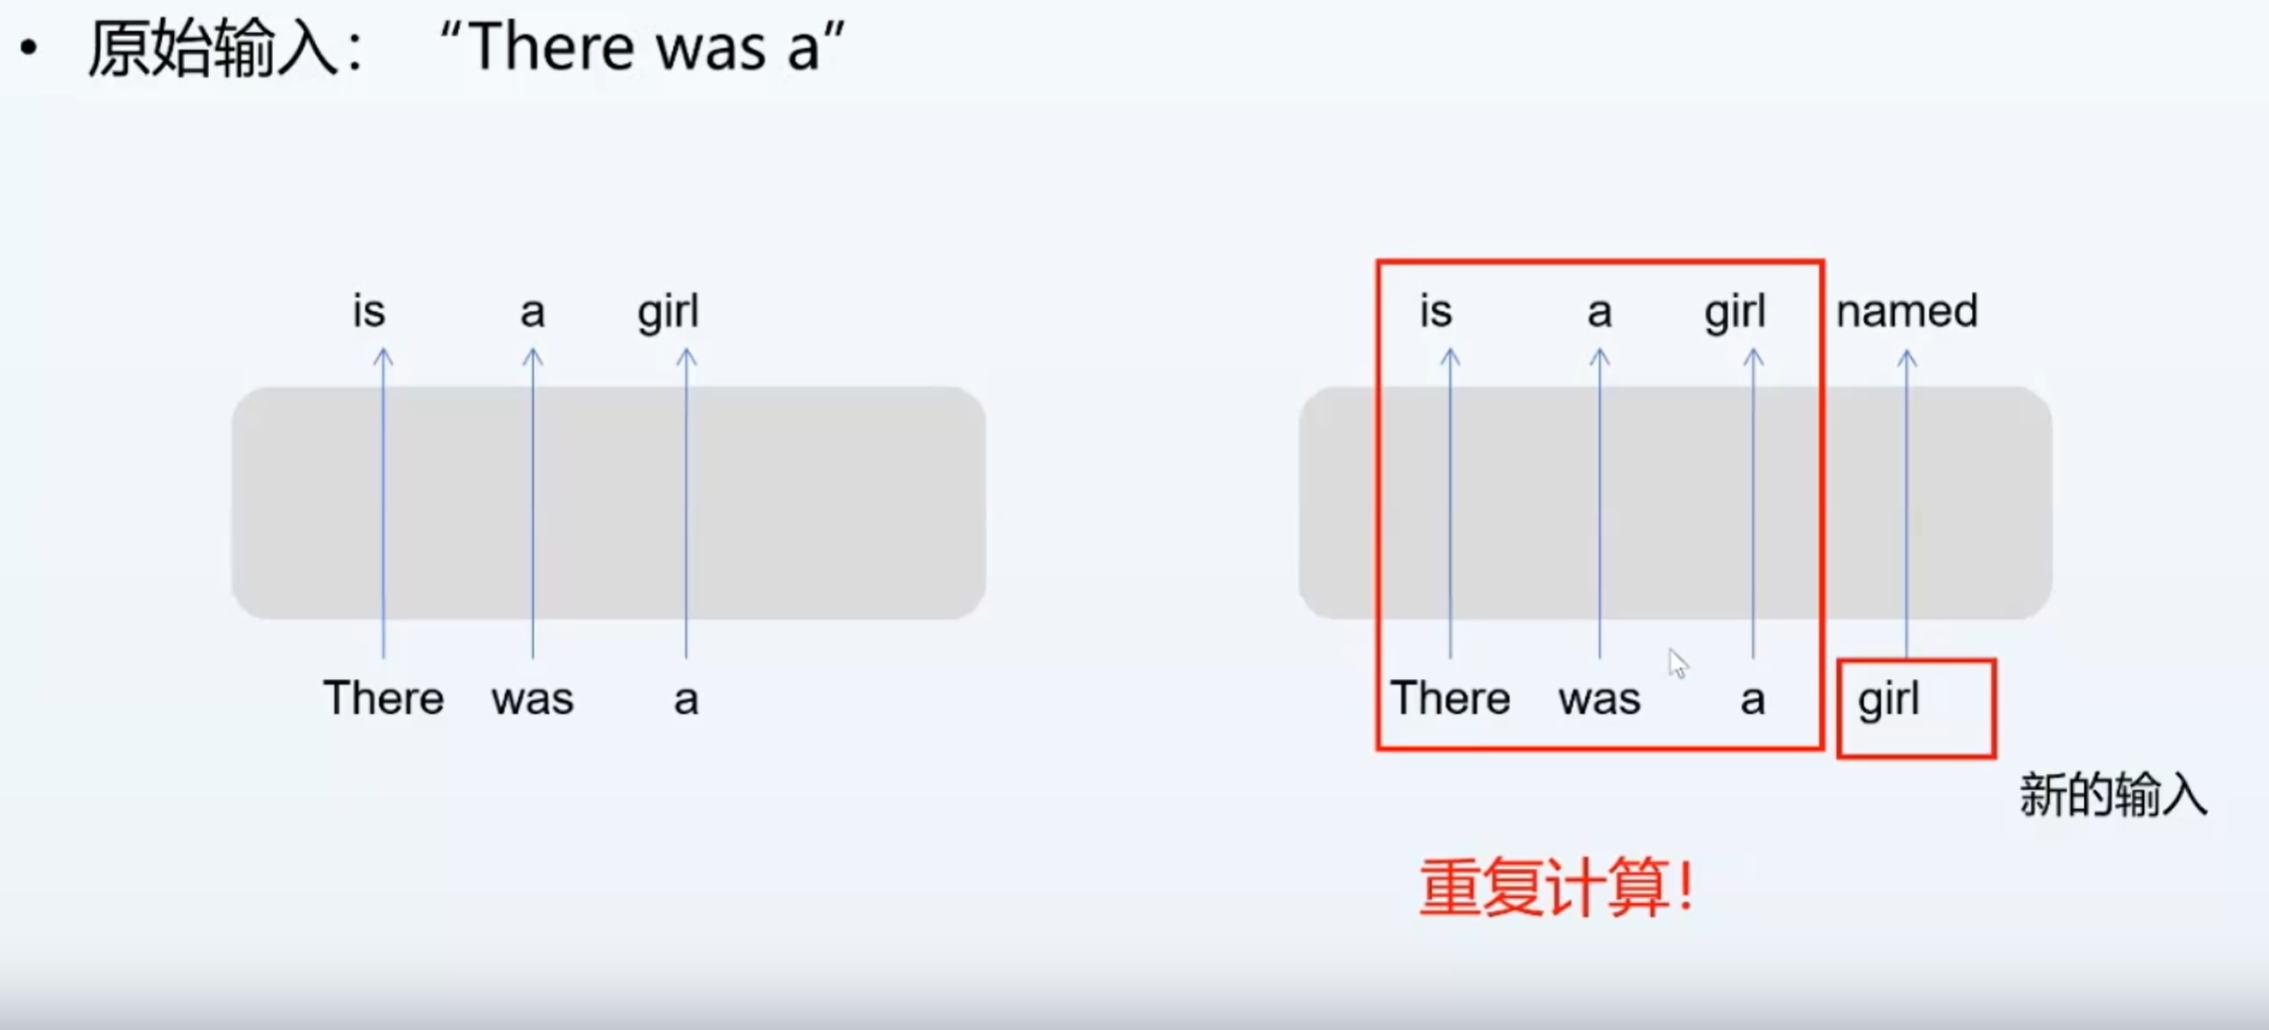 • 原始输入： “There was a”
is a girl
There was a
is a girl named
There was a girl
新的输入
重复计算！